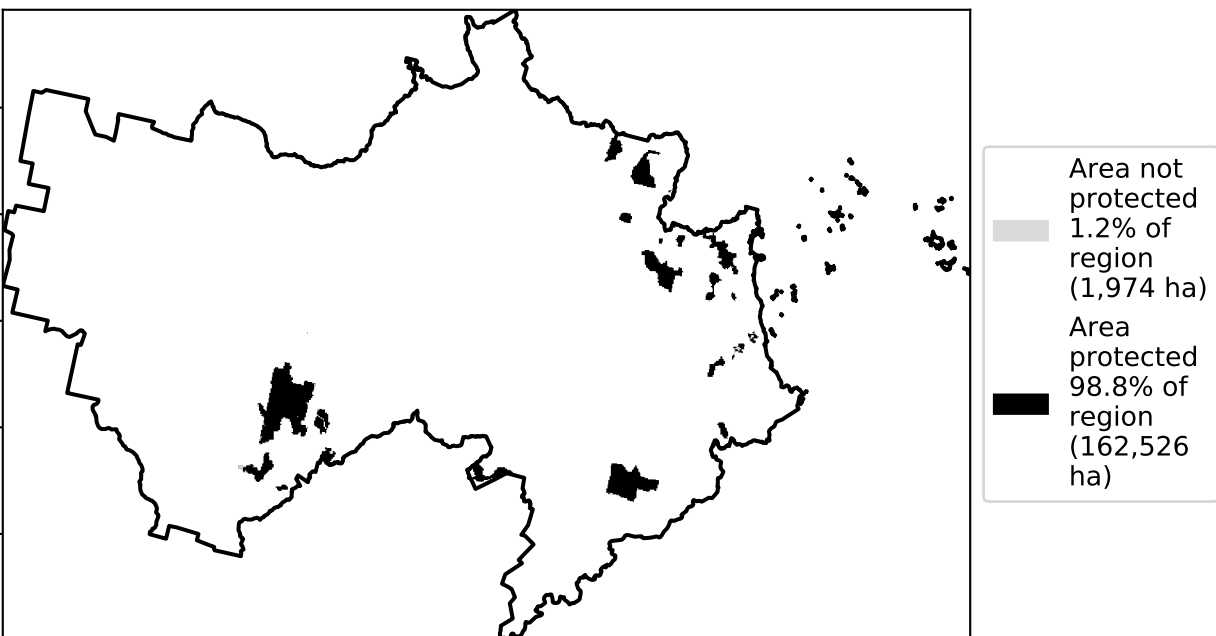 Area not
protected
1.2% of
region
(1,974 ha)
Area
protected
98.8% of
region
(162,526
ha)